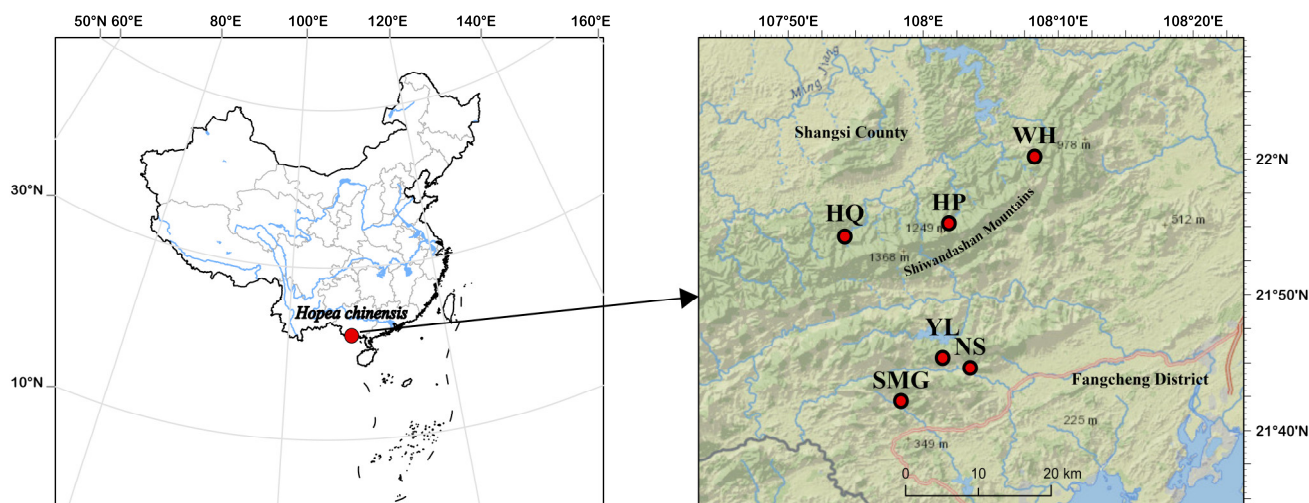 50°N 60°E 80°E 100°E 120°E 140°E 160°E
30°N
10°N
Hopea chinensis
107°50'E 108°E 108°10'E 108°20'E
22°N
21°50'N
21°40'N
Ming Jiang
Shangsi County
WH
978 m
HP
HQ
1249 m
512 m
1368 m
Shiwandashan Mountains
YL
NS
SMG
Fangcheng District
225 m
349 m
0 10 20 km